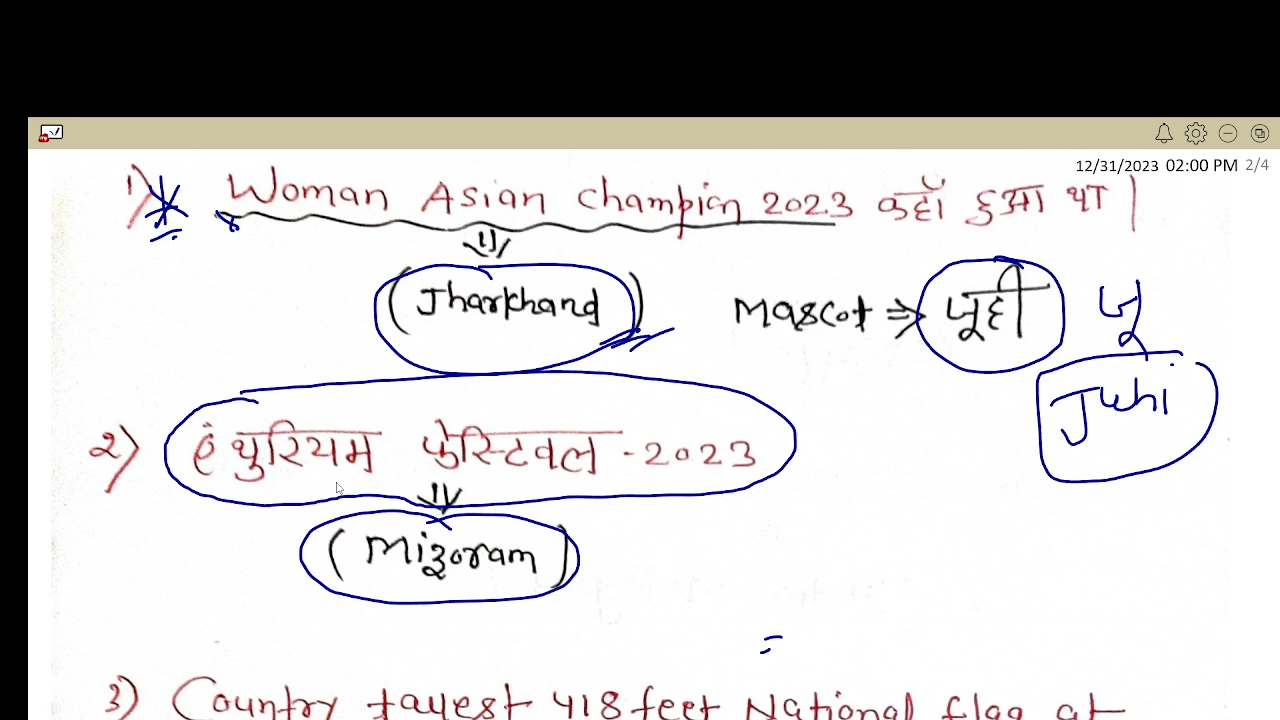 12/31/2023 02:00 PM 2/4
1) Woman Asian Champion 2023 कहाँ हुआ था |
(Jharkhand) Mascot ⇒ जूही जू
Juhi
2) एंथुरियम फेस्टिवल - 2023
(Mizoram)
=
3) Country tallest 418 feet National flag at